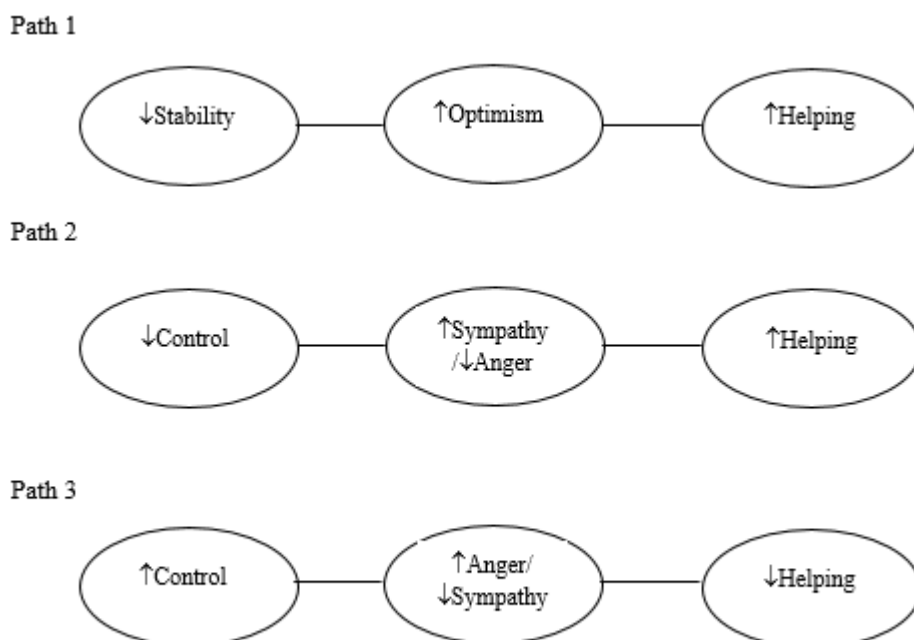 Path 1
↓Stability
↑Optimism
↑Helping
Path 2
↓Control
↑Sympathy
/↓Anger
↑Helping
Path 3
↑Control
↑Anger/
↓Sympathy
↓Helping